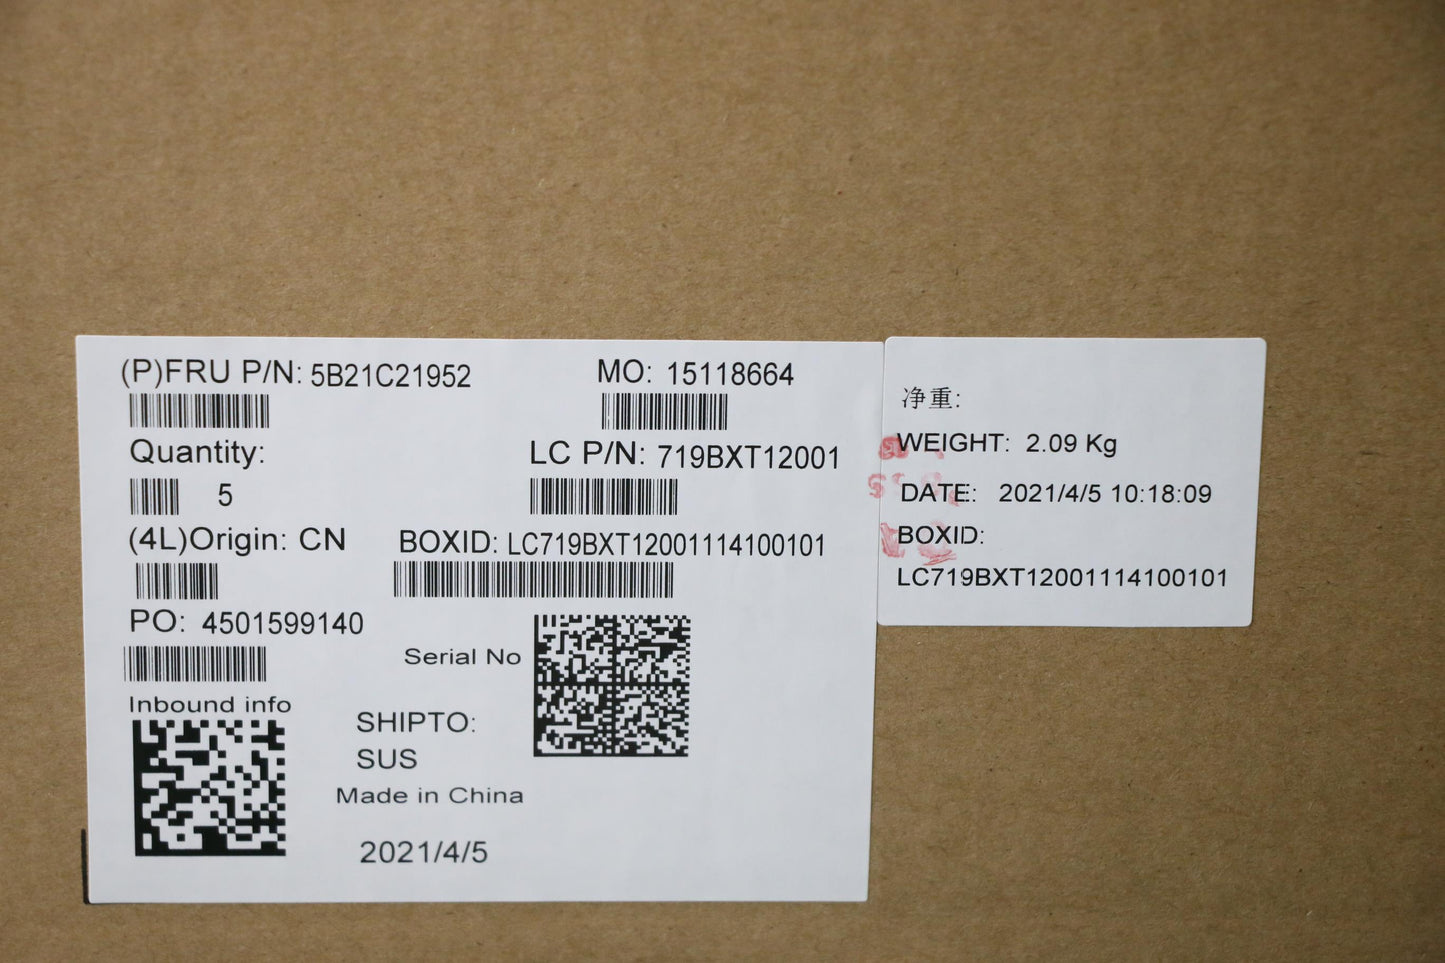 (P)FRU P/N: 5B21C21952
MO: 15118664
Quantity:
5
LC P/N: 719BXT12001
(4L)Origin: CN
BOXID: LC719BXT12001114100101
PO: 4501599140
Serial No
Inbound info
SHIPTO:
SUS
Made in China
2021/4/5
净重:
WEIGHT: 2.09 Kg
DATE: 2021/4/5 10:18:09
BOXID:
LC719BXT12001114100101